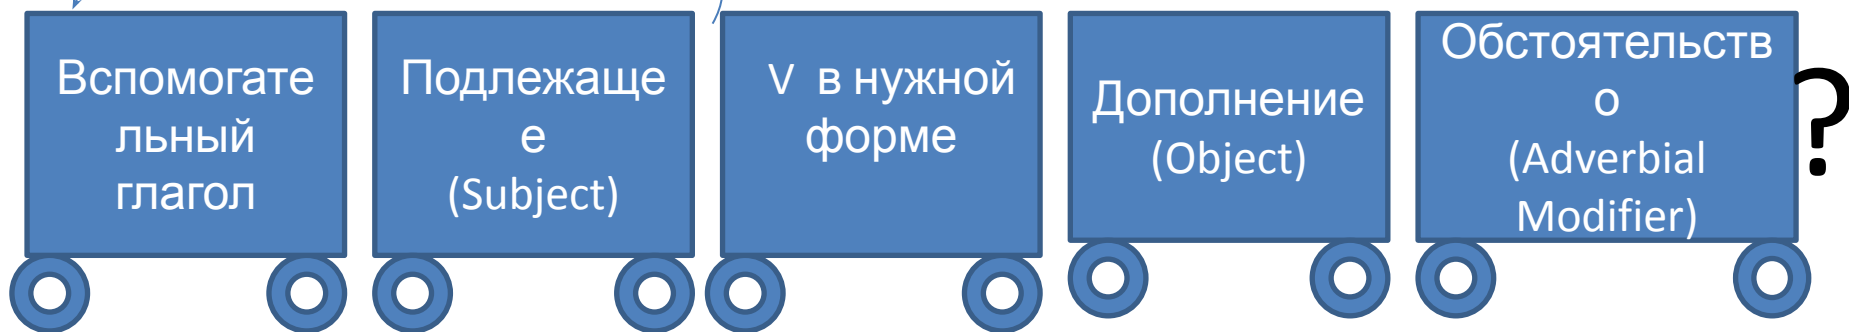 Вспомогате
льный
глагол
Подлежаще
е
(Subject)
V в нужной
форме
Дополнение
(Object)
Обстоятельств
о
(Adverbial
Modifier)
?